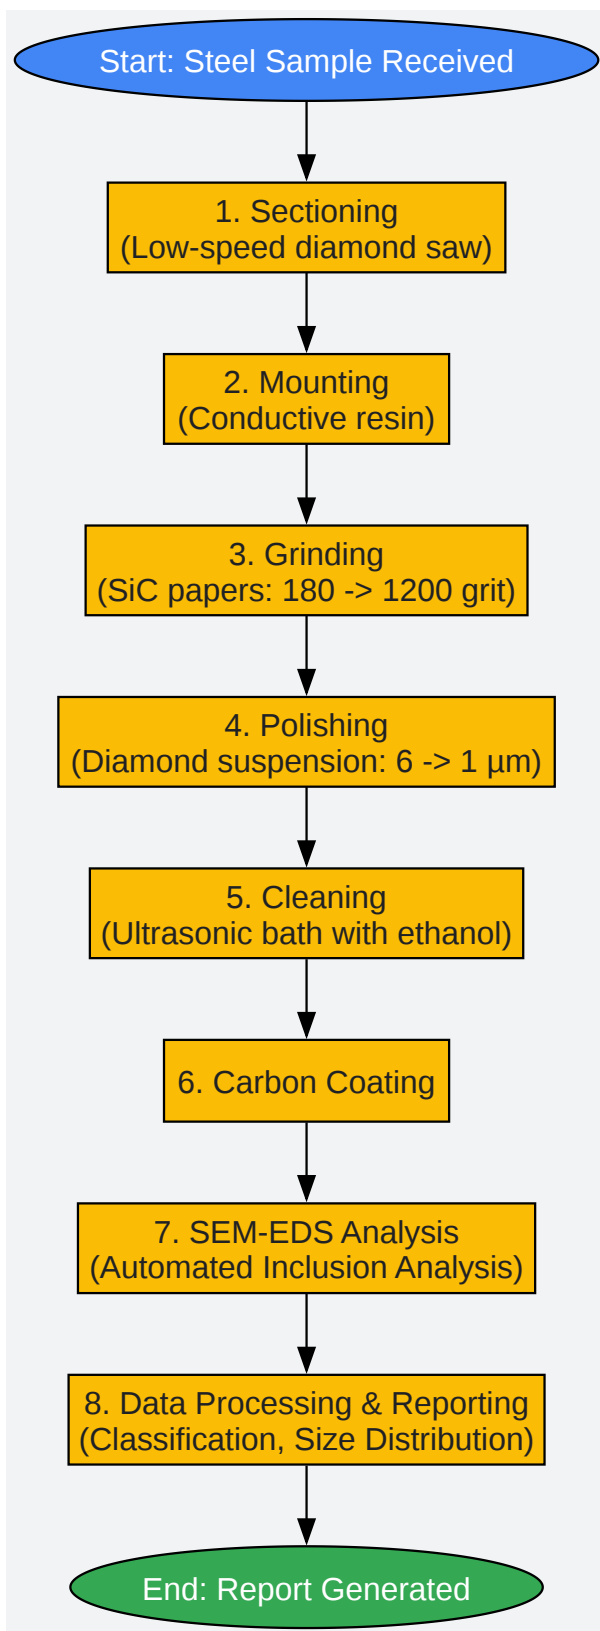 Start: Steel Sample Received
1. Sectioning
(Low-speed diamond saw)
2. Mounting
(Conductive resin)
3. Grinding
(SiC papers: 180 -> 1200 grit)
4. Polishing
(Diamond suspension: 6 -> 1 µm)
5. Cleaning
(Ultrasonic bath with ethanol)
6. Carbon Coating
7. SEM-EDS Analysis
(Automated Inclusion Analysis)
8. Data Processing & Reporting
(Classification, Size Distribution)
End: Report Generated